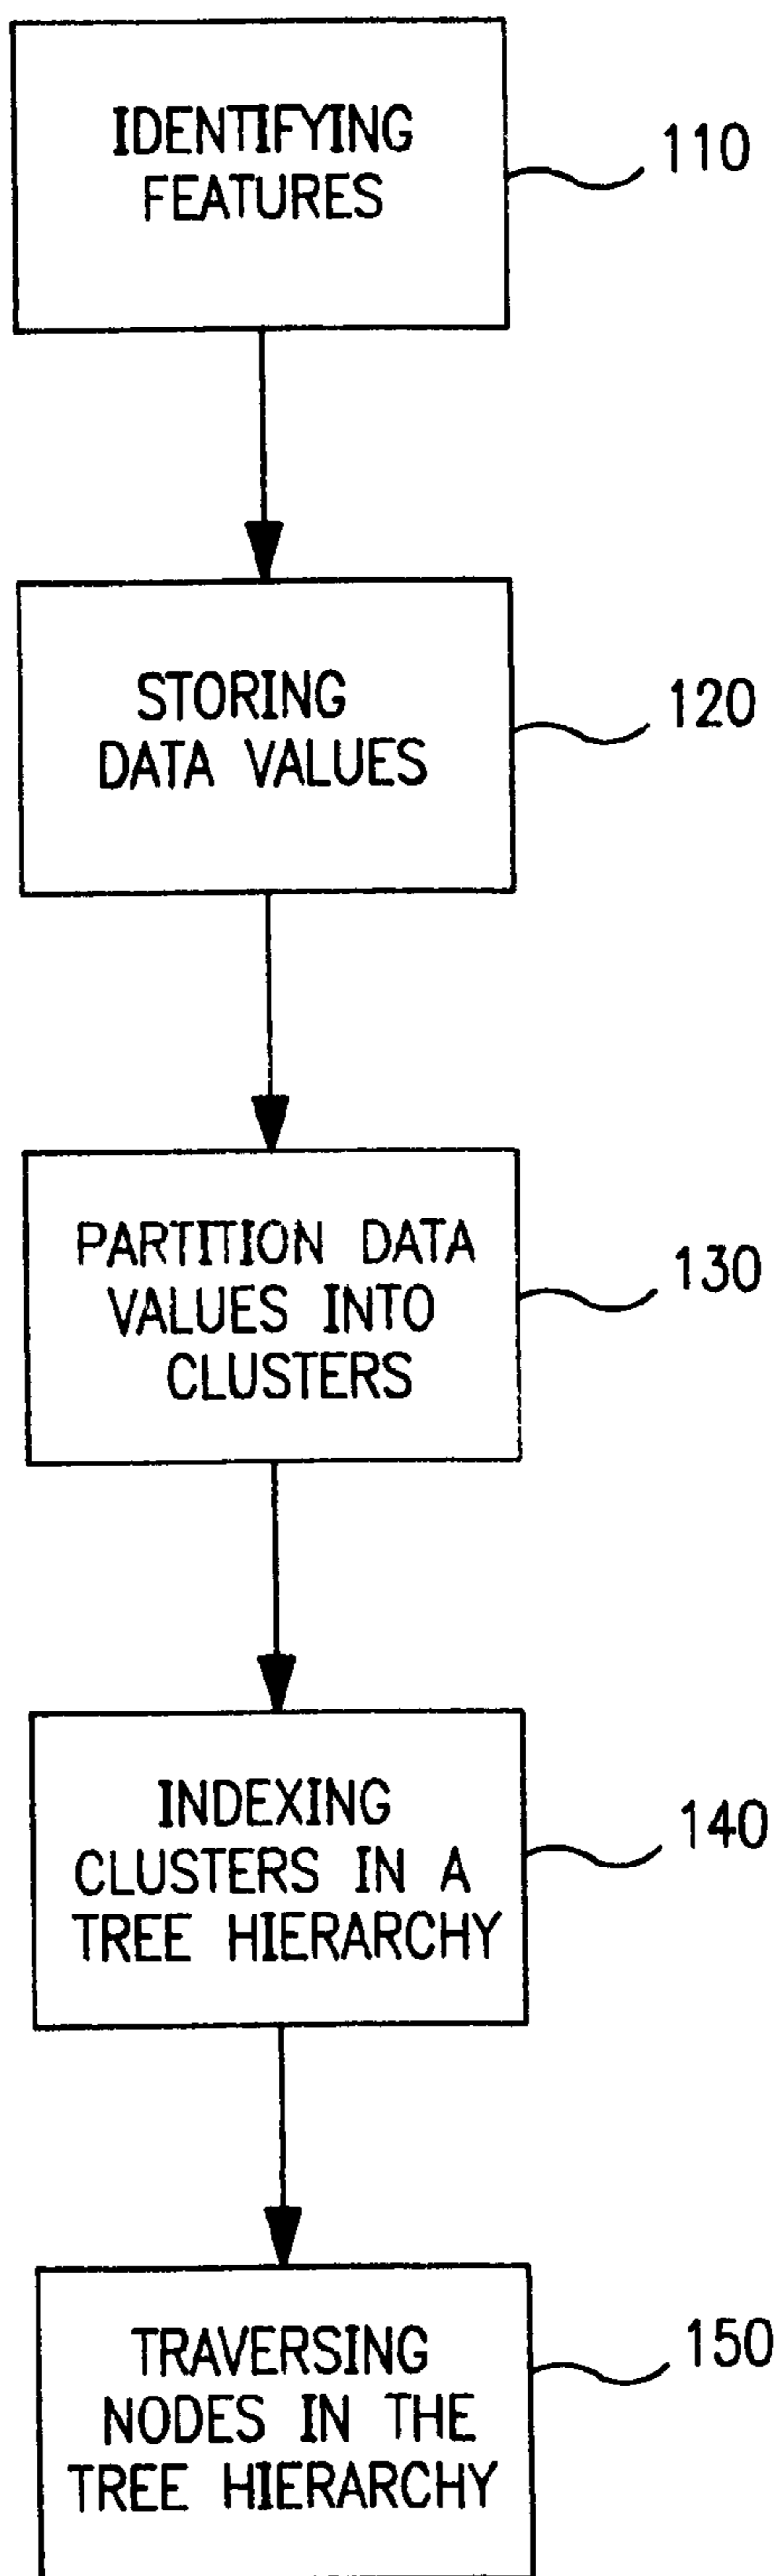 IDENTIFYING
FEATURES
110
STORING
DATA VALUES
120
PARTITION DATA
VALUES INTO
CLUSTERS
130
INDEXING
CLUSTERS IN A
TREE HIERARCHY
140
TRAVERSING
NODES IN THE
TREE HIERARCHY
150